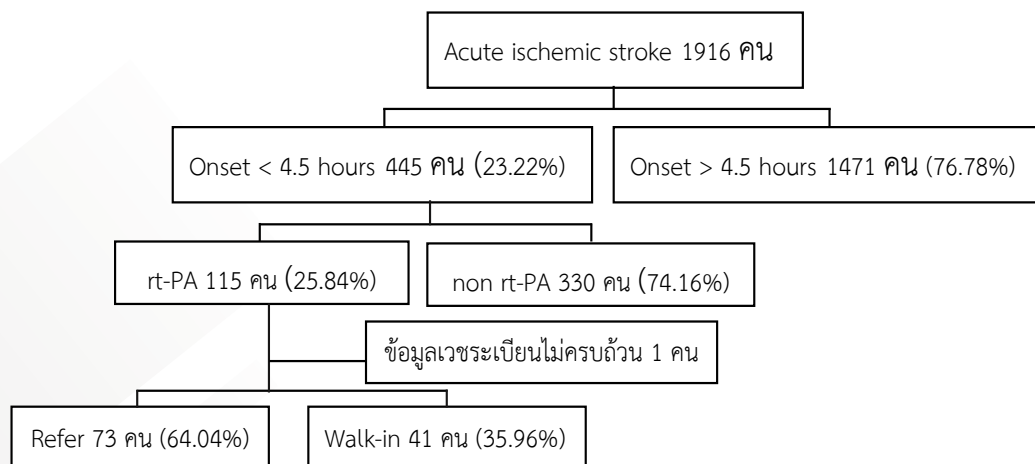 Acute ischemic stroke 1916 คน
Onset < 4.5 hours 445 คน (23.22%)
Onset > 4.5 hours 1471 คน (76.78%)
rt-PA 115 คน (25.84%)
non rt-PA 330 คน (74.16%)
ข้อมูลเวชระเบียนไม่ครบถ้วน 1 คน
Refer 73 คน (64.04%)
Walk-in 41 คน (35.96%)